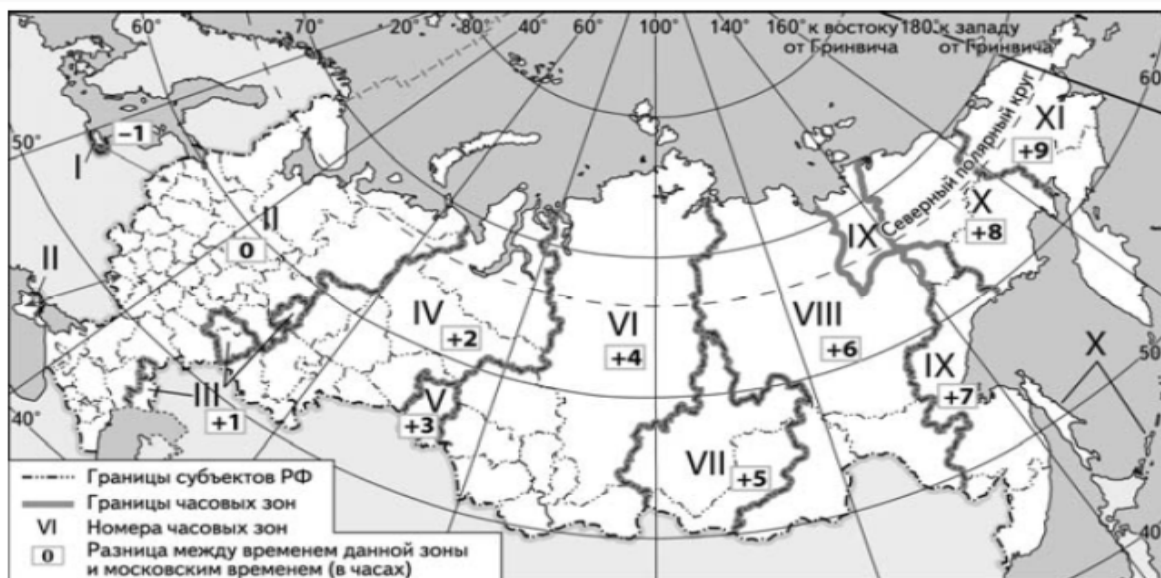 60° 70° 20° 40° 60° 80° 100° 120° 140° 160° к востоку 180° к западу
от Гринвича от Гринвича
60°
50°
−1
I
Северный полярный круг
XI
+9
II
X
+8
0
IX
II
IV
+2
VI
+4
VIII
+6
X
50°
IX
+7
III
+1
V
+3
40°
VII
+5
40°
Границы субъектов РФ
Границы часовых зон
VI Номера часовых зон
0 Разница между временем данной зоны
и московским временем (в часах)